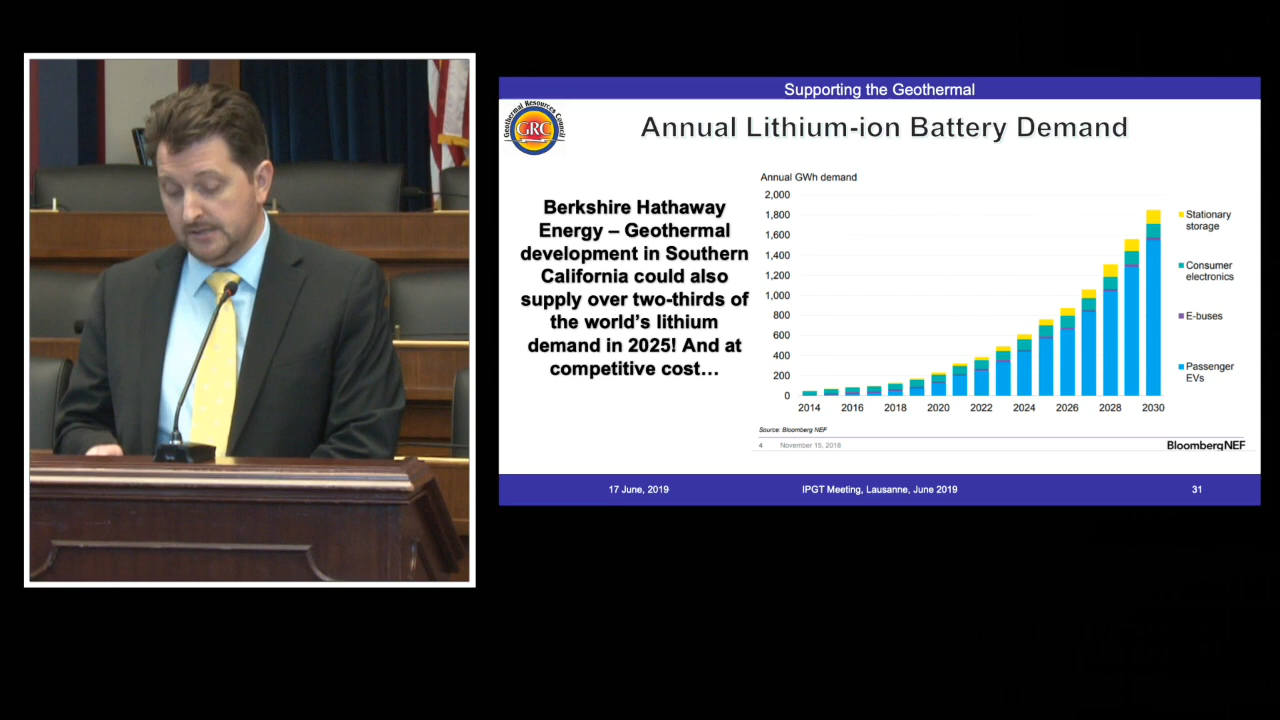 Supporting the Geothermal
Geothermal Resources Council
GRC
Annual Lithium-ion Battery Demand
Berkshire Hathaway
Energy – Geothermal
development in Southern
California could also
supply over two-thirds of
the world’s lithium
demand in 2025! And at
competitive cost…
Annual GWh demand
2,000
1,800
1,600
1,400
1,200
1,000
800
600
400
200
0
2014 2016 2018 2020 2022 2024 2026 2028 2030
Stationary
storage
Consumer
electronics
E-buses
Passenger
EVs
Source: Bloomberg NEF
4 November 15, 2018
BloombergNEF
17 June, 2019 IPGT Meeting, Lausanne, June 2019 31